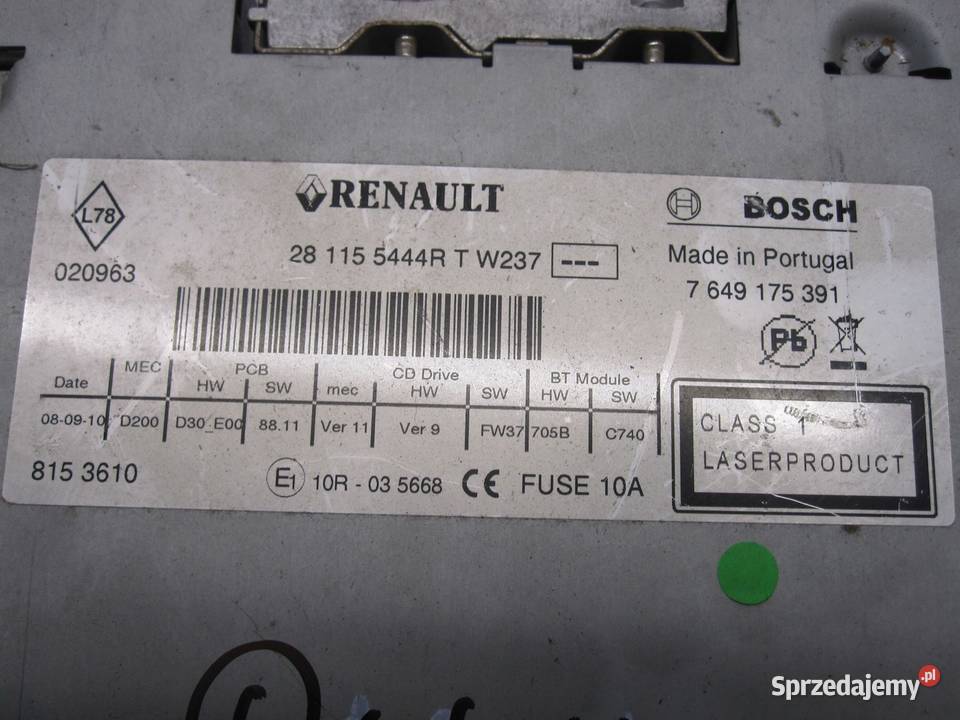 L78
RENAULT
BOSCH
020963
28 115 5444R T W237 ---
Made in Portugal
7 649 175 391
Pb
Date MEC PCB CD Drive BT Module
HW SW mec HW SW HW SW
08-09-10 D200 D30_E00 88.11 Ver 11 Ver 9 FW37 705B C740
CLASS 1
LASERPRODUCT
815 3610
E1 10R - 03 5668 CE FUSE 10A
Sprzedajemy.pl